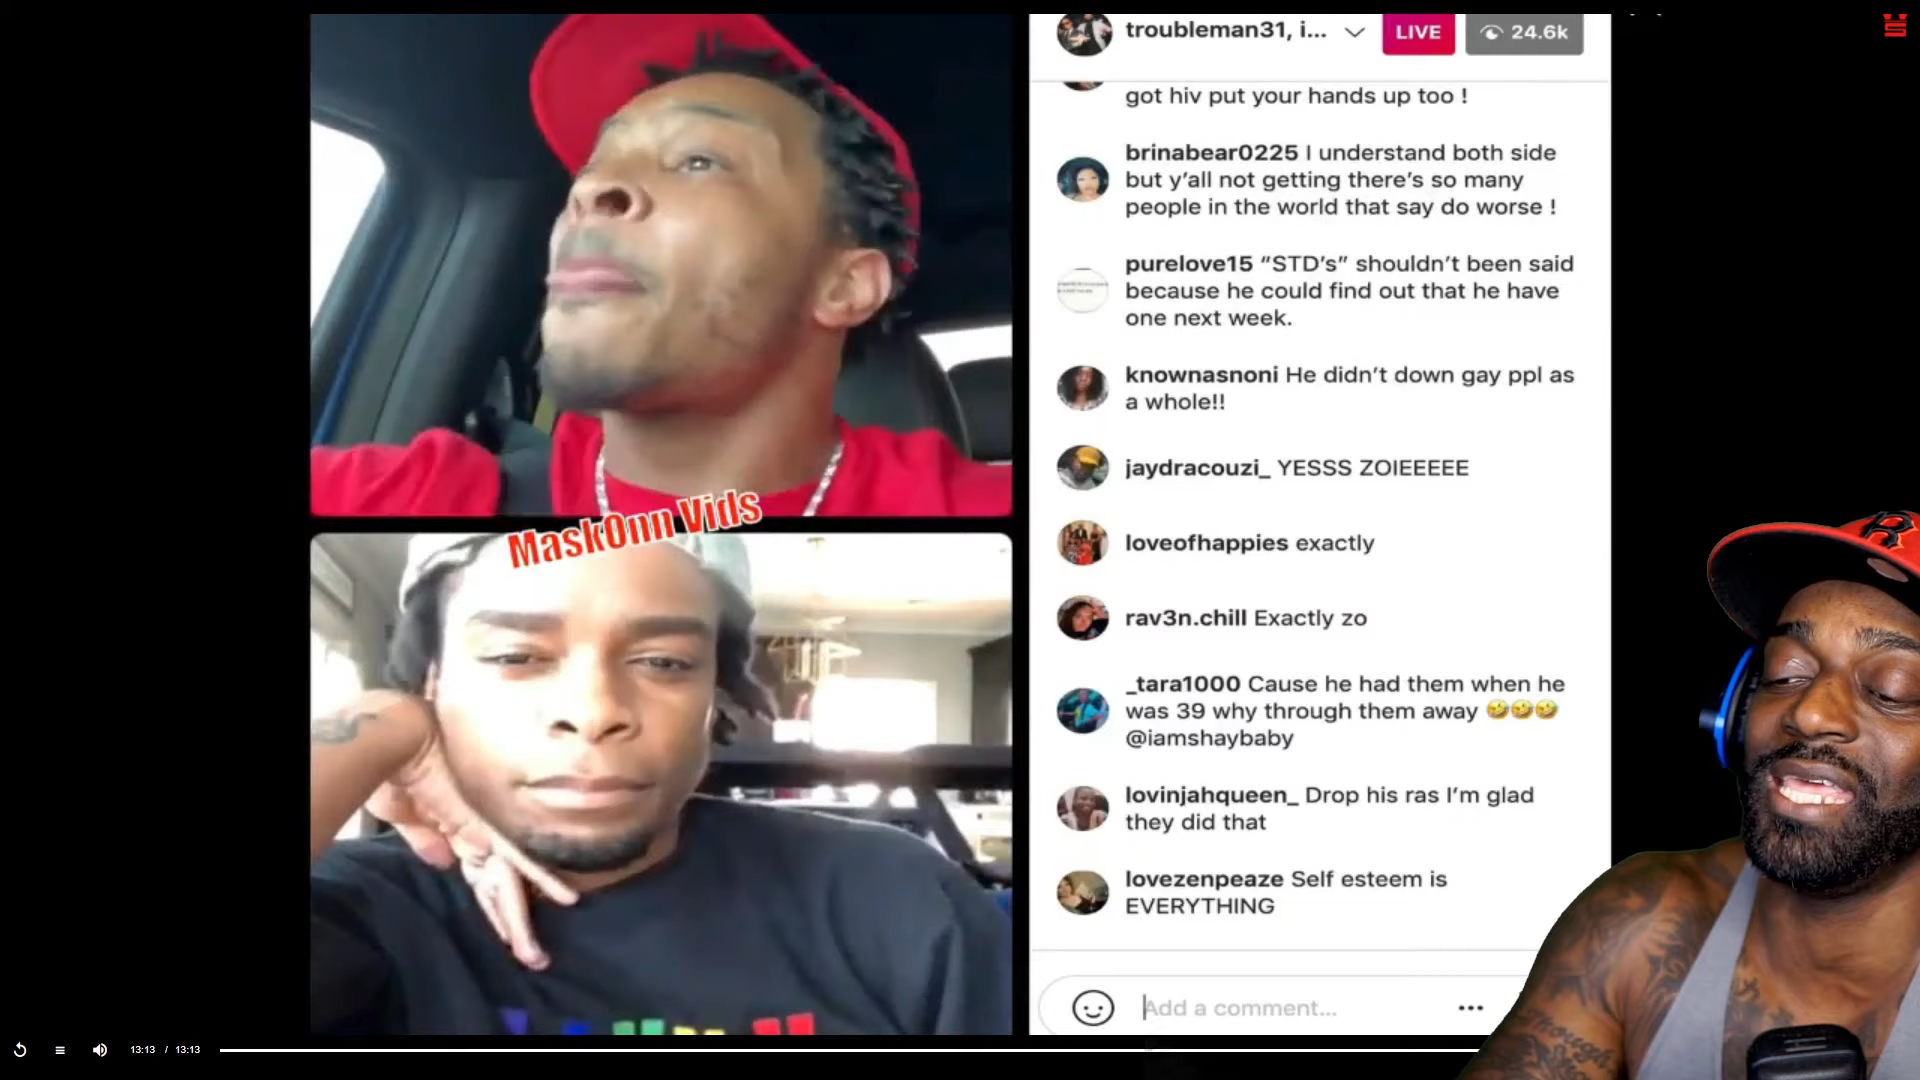 troubleman31, i...
LIVE
24.6k
got hiv put your hands up too !
brinabear0225 I understand both side
but y'all not getting there's so many
people in the world that say do worse !
purelove15 “STD's” shouldn't been said
because he could find out that he have
one next week.
knownasnoni He didn't down gay ppl as
a whole!!
jaydracouzi_ YESSS ZOIEEEEE
loveofhappies exactly
rav3n.chill Exactly zo
_tara1000 Cause he had them when he
was 39 why through them away 🤣🤣🤣
@iamshaybaby
lovinjahqueen_ Drop his ras I'm glad
they did that
lovezenpeaze Self esteem is
EVERYTHING
Add a comment...
MaskOnn Vids
13:13 / 13:13